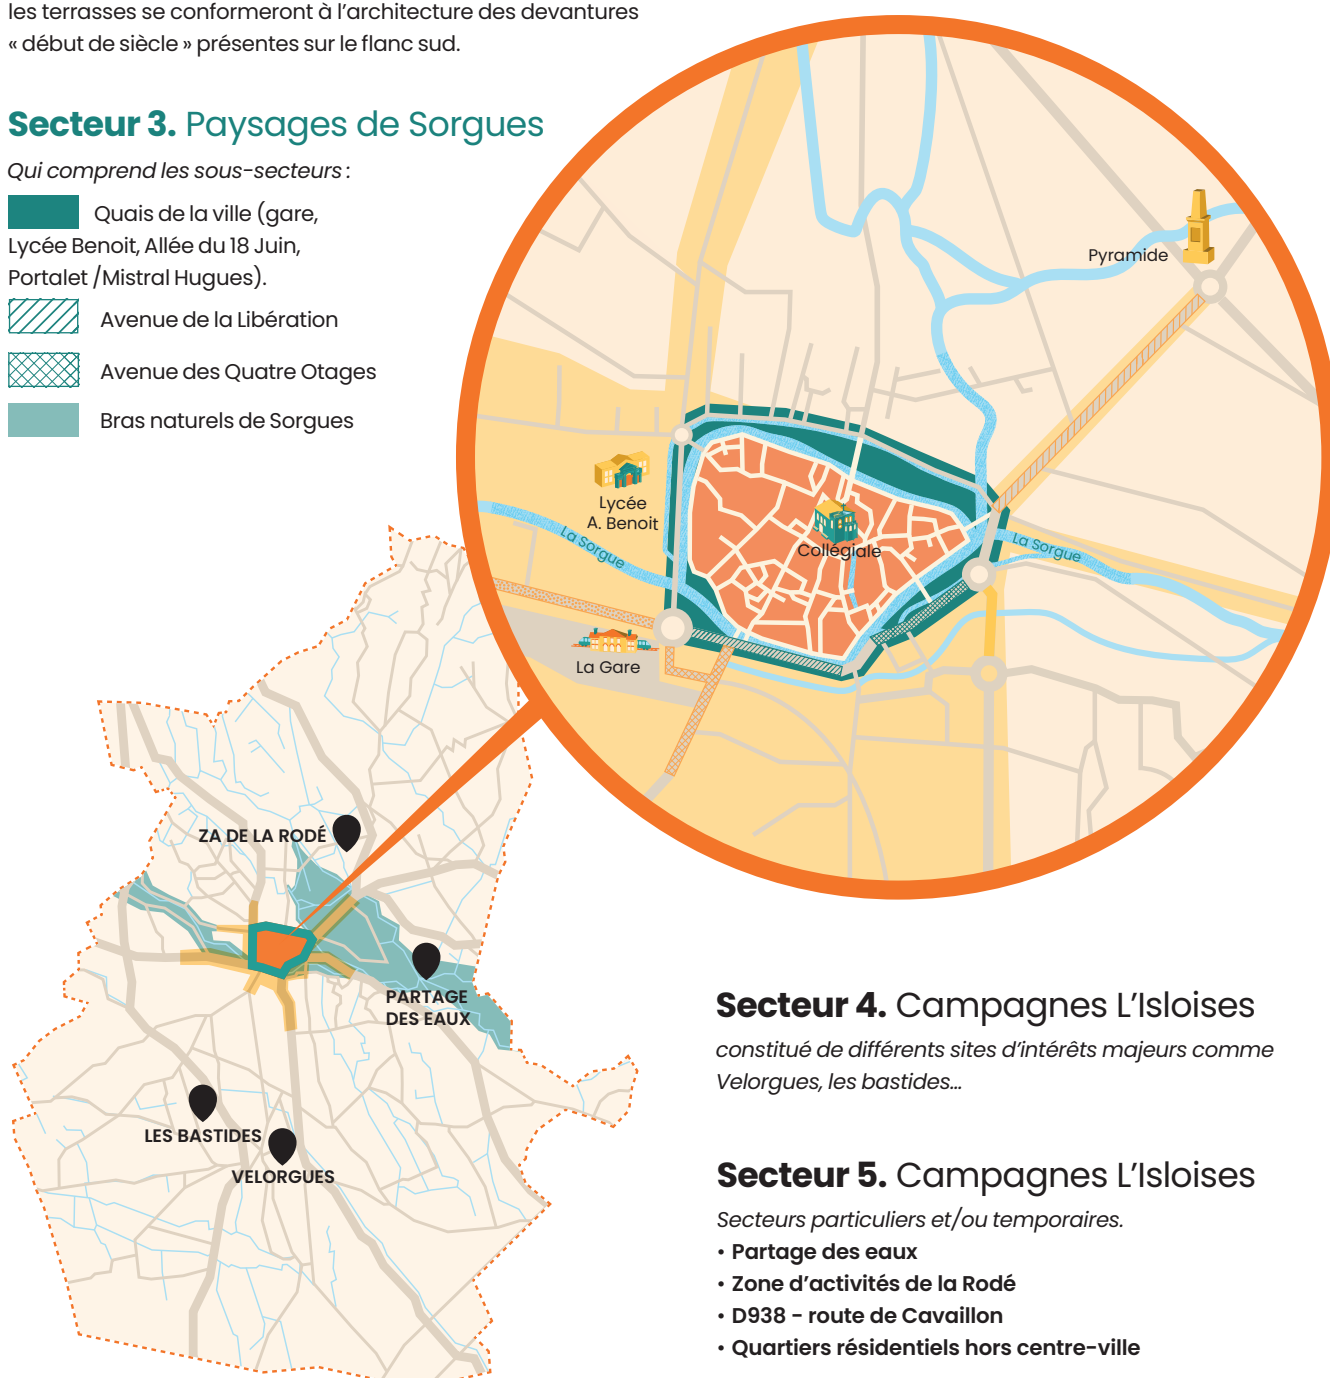 les terrasses se conformeront à l’architecture des devantures
« début de siècle » présentes sur le flanc sud.
Secteur 3. Paysages de Sorgues
Qui comprend les sous-secteurs :
Quais de la ville (gare,
Lycée Benoit, Allée du 18 Juin,
Portalet /Mistral Hugues).
Avenue de la Libération
Avenue des Quatre Otages
Bras naturels de Sorgues
Pyramide
Lycée
A. Benoit
La Sorgue
Collégiale
La Sorgue
La Gare
ZA DE LA RODÉ
PARTAGE
DES EAUX
LES BASTIDES
VELORGUES
Secteur 4. Campagnes L’Isloises
constitué de différents sites d’intérêts majeurs comme
Velorgues, les bastides...
Secteur 5. Campagnes L’Isloises
Secteurs particuliers et/ou temporaires.
• Partage des eaux
• Zone d’activités de la Rodé
• D938 - route de Cavaillon
• Quartiers résidentiels hors centre-ville